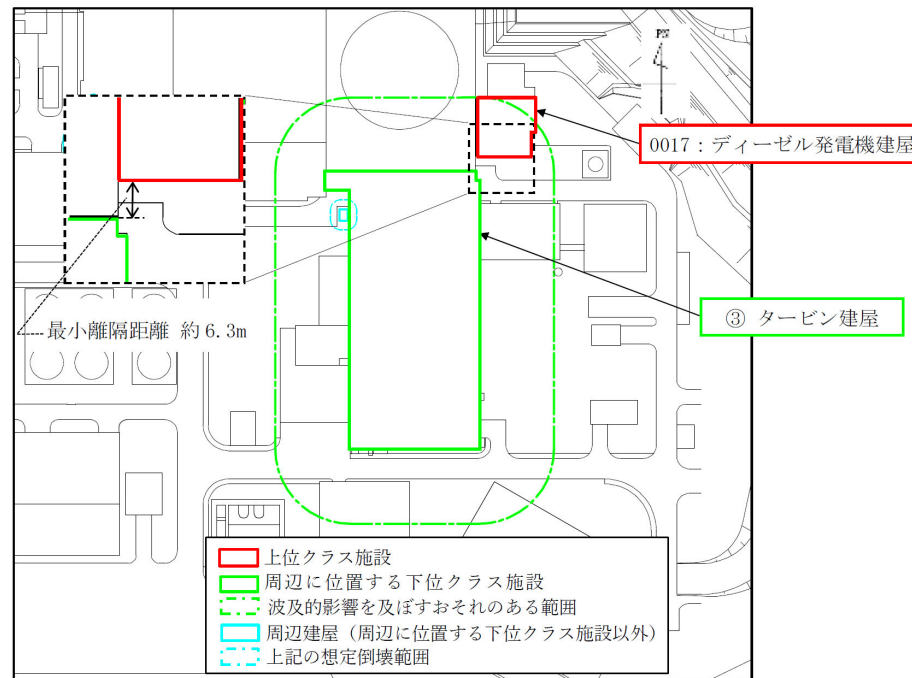 PN
0017：ディーゼル発電機建屋
③ タービン建屋
最小離隔距離 約6.3m
上位クラス施設
周辺に位置する下位クラス施設
波及的影響を及ぼすおそれのある範囲
周辺建屋（周辺に位置する下位クラス施設以外）
上記の想定倒壊範囲